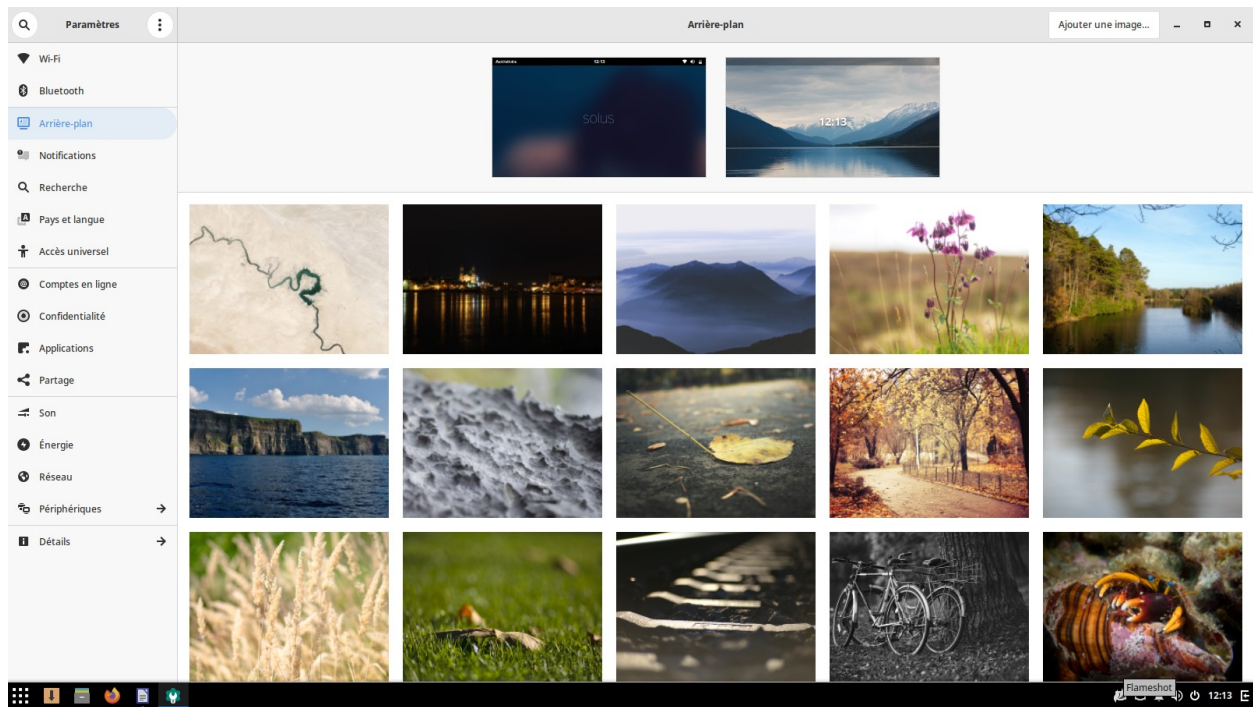 Paramètres
Arrière-plan
Ajouter une image...
Wi-Fi
Bluetooth
Arrière-plan
Notifications
Recherche
Pays et langue
Accès universel
Comptes en ligne
Confidentialité
Applications
Partage
Son
Énergie
Réseau
Périphériques
Détails
Activités 12:13
solus
12:13
Flameshot
12:13